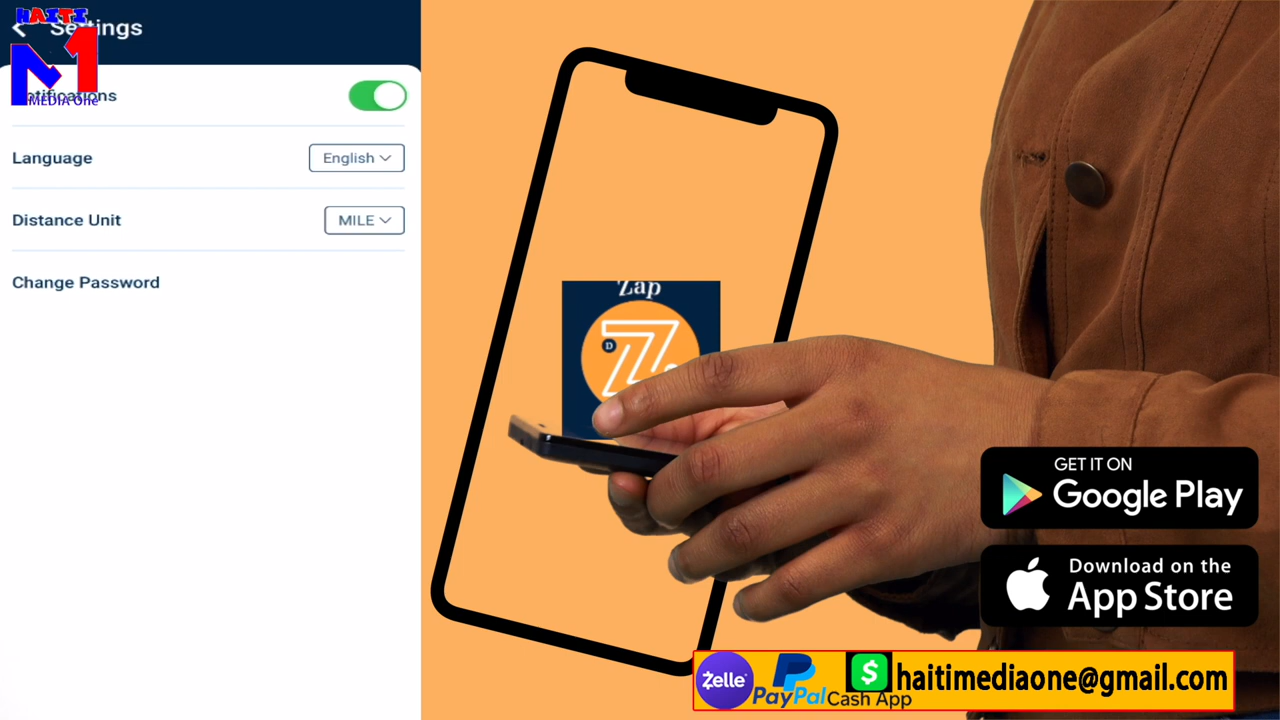 HAITI
Settings
MEDIA One
Notifications
Language
English
Distance Unit
MILE
Change Password
Zap
D
Z
GET IT ON
Google Play
Download on the
App Store
Zelle
PayPal
$
Cash App
haitimediaone@gmail.com